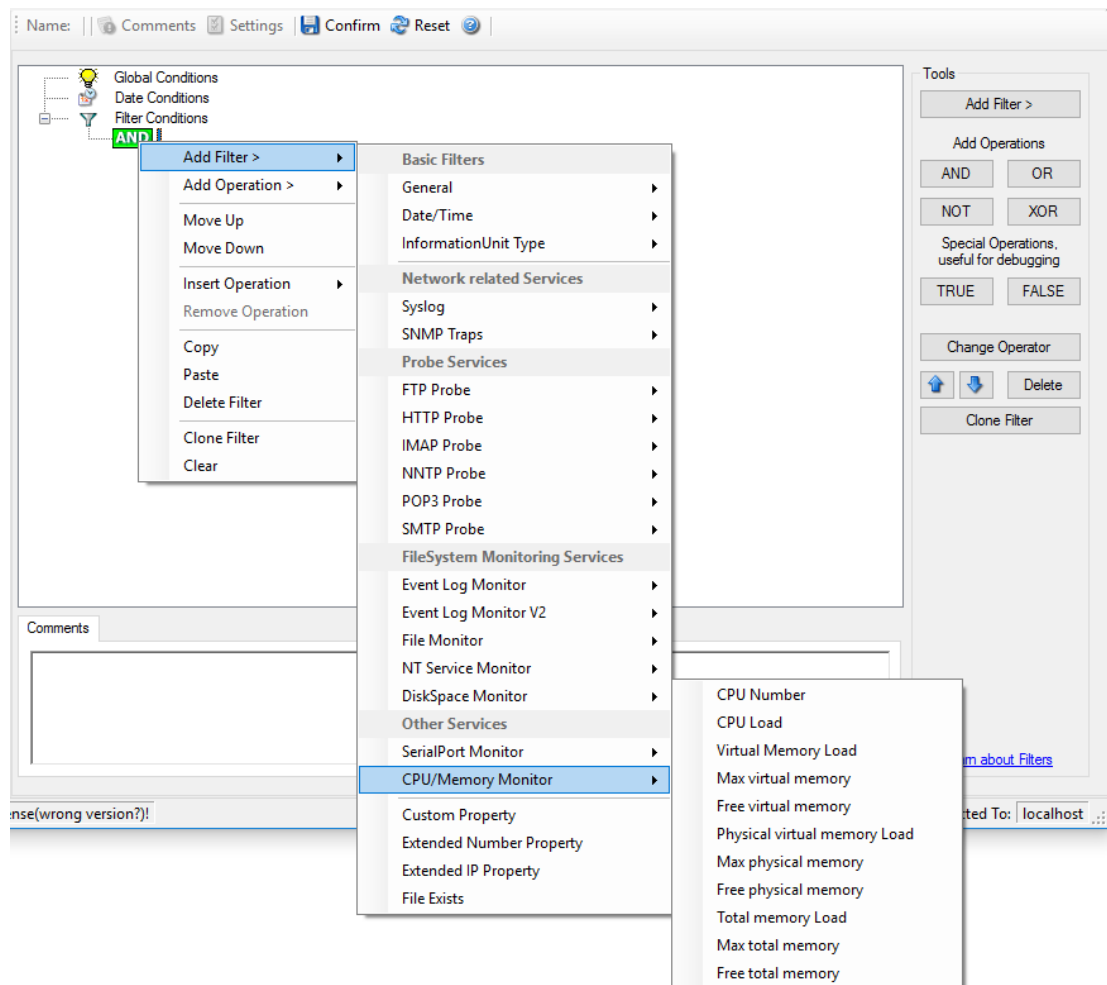 Name: Comments Settings Confirm Reset
Global Conditions
Date Conditions
Filter Conditions
AND
Add Filter >
Add Operation >
Move Up
Move Down
Insert Operation
Remove Operation
Copy
Paste
Delete Filter
Clone Filter
Clear
Basic Filters
General
Date/Time
InformationUnit Type
Network related Services
Syslog
SNMP Traps
Probe Services
FTP Probe
HTTP Probe
IMAP Probe
NNTP Probe
POP3 Probe
SMTP Probe
FileSystem Monitoring Services
Event Log Monitor
Event Log Monitor V2
File Monitor
NT Service Monitor
DiskSpace Monitor
Other Services
SerialPort Monitor
CPU/Memory Monitor
Custom Property
Extended Number Property
Extended IP Property
File Exists
CPU Number
CPU Load
Virtual Memory Load
Max virtual memory
Free virtual memory
Physical virtual memory Load
Max physical memory
Free physical memory
Total memory Load
Max total memory
Free total memory
Tools
Add Filter >
Add Operations
AND OR
NOT XOR
Special Operations,
useful for debugging
TRUE FALSE
Change Operator
Delete
Clone Filter
about Filters
Comments
(wrong version?)!
To: localhost